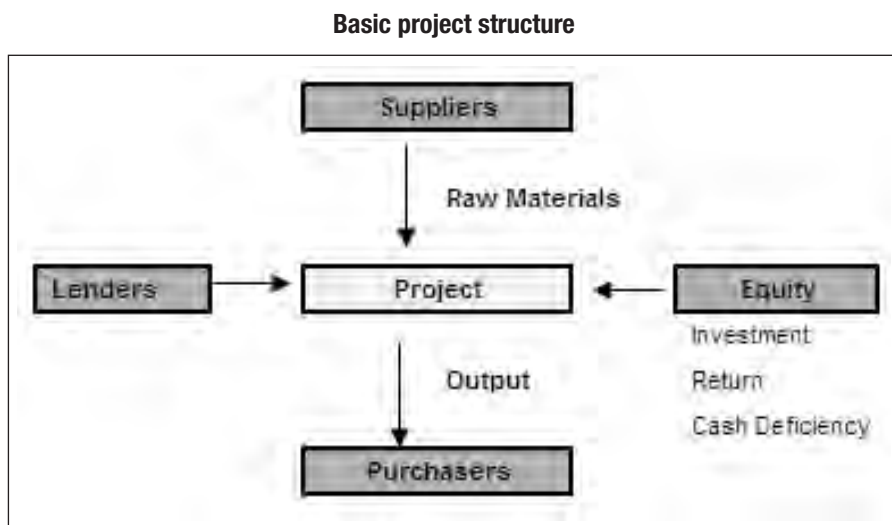 Basic project structure
Suppliers
Raw Materials
Lenders
Project
Equity
Investment
Return
Cash Deficiency
Output
Purchasers